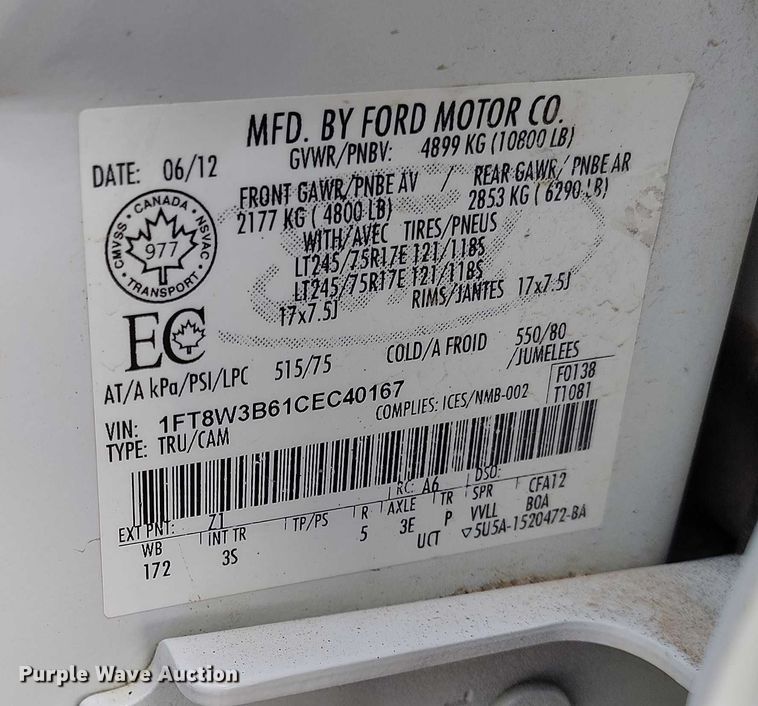 MFD. BY FORD MOTOR CO.
DATE: 06/12
GVWR/PNBV: 4899 KG (10800 LB)
FRONT GAWR/PNBE AV / REAR GAWR/ PNBE AR
2177 KG ( 4800 LB) 2853 KG ( 6290 LB)
WITH/AVEC TIRES/PNEUS
LT245/75R17E 121/118S
LT245/75R17E 121/118S
17x7.5J RIMS/JANTES 17x7.5J
CANADA
CMVSS
NSVAC
977
TRANSPORT
EC
AT/A kPa/PSI/LPC 515/75 COLD/A FROID 550/80
/JUMELEES
VIN: 1FT8W3B61CEC40167
TYPE: TRU/CAM
COMPLIES: ICES/NMB-002
F0138
T1081
EXT PNT: Z1 RC: A6 DSO:
WB INT TR TP/PS R AXLE TR SPR CFA12
172 3S 5 3E P VVLL BOA
UCT ▽5U5A-1520472-BA
Purple Wave Auction